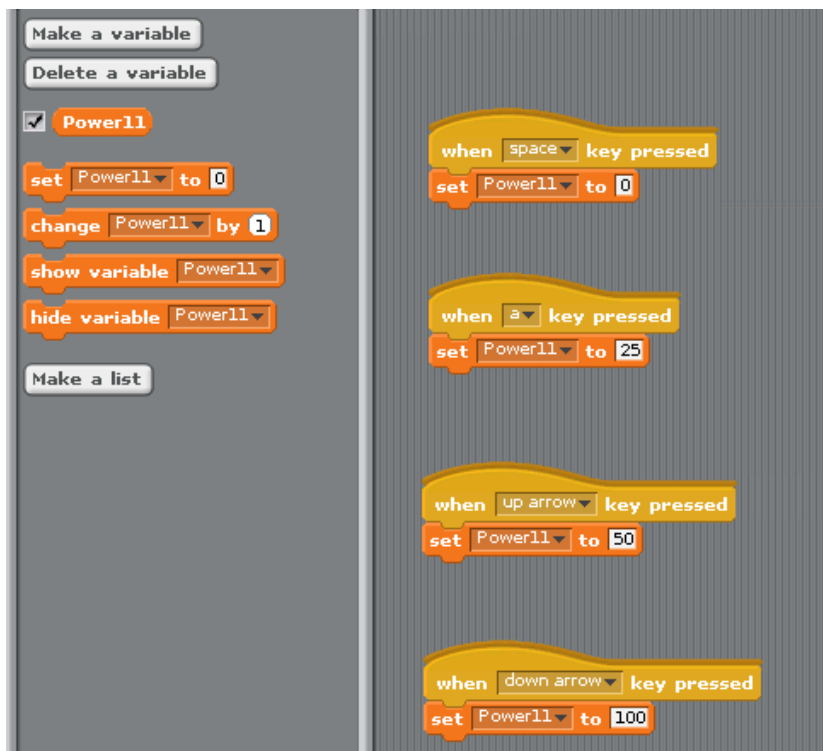 Make a variable
Delete a variable
Power11
set Power11 to 0
change Power11 by 1
show variable Power11
hide variable Power11
Make a list
when space key pressed
set Power11 to 0
when a key pressed
set Power11 to 25
when up arrow key pressed
set Power11 to 50
when down arrow key pressed
set Power11 to 100